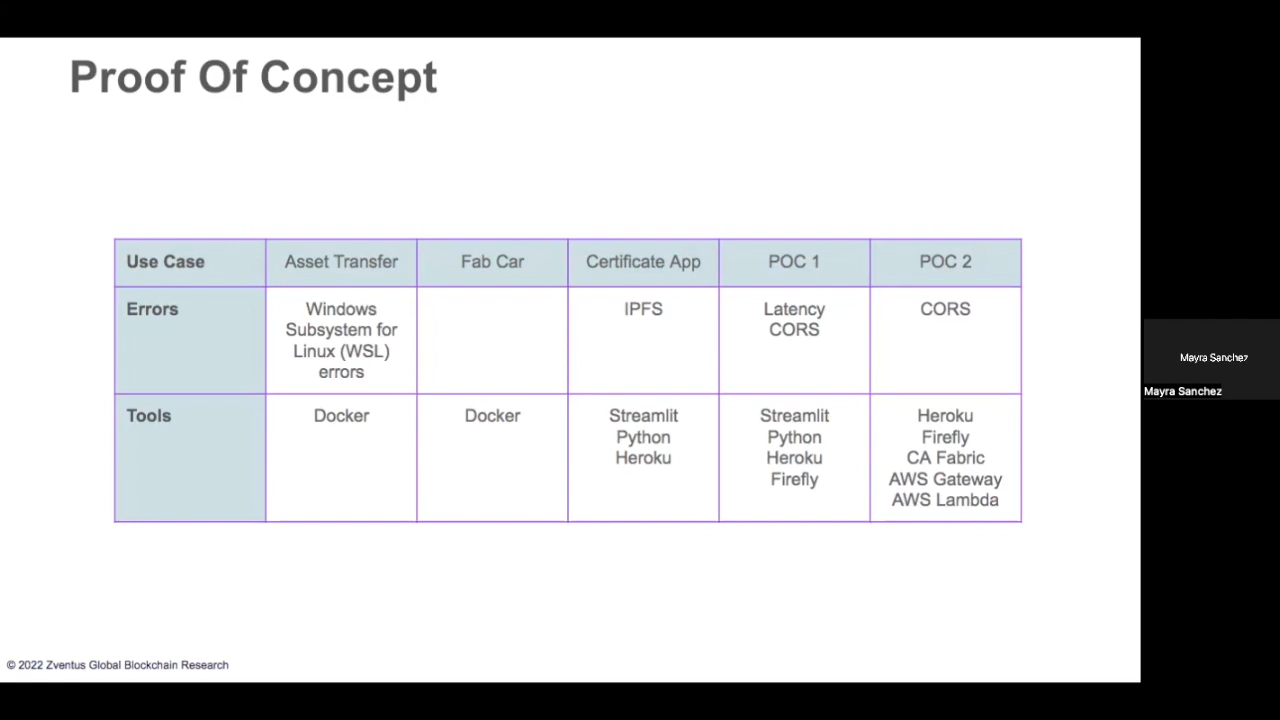 Proof Of Concept
Use Case Asset Transfer Fab Car Certificate App POC 1 POC 2
Errors Windows Subsystem for Linux (WSL) errors IPFS Latency CORS CORS
Tools Docker Docker Streamlit Python Heroku Streamlit Python Heroku Firefly Heroku Firefly CA Fabric AWS Gateway AWS Lambda
Mayra Sanchez
Mayra Sanchez
© 2022 Zventus Global Blockchain Research